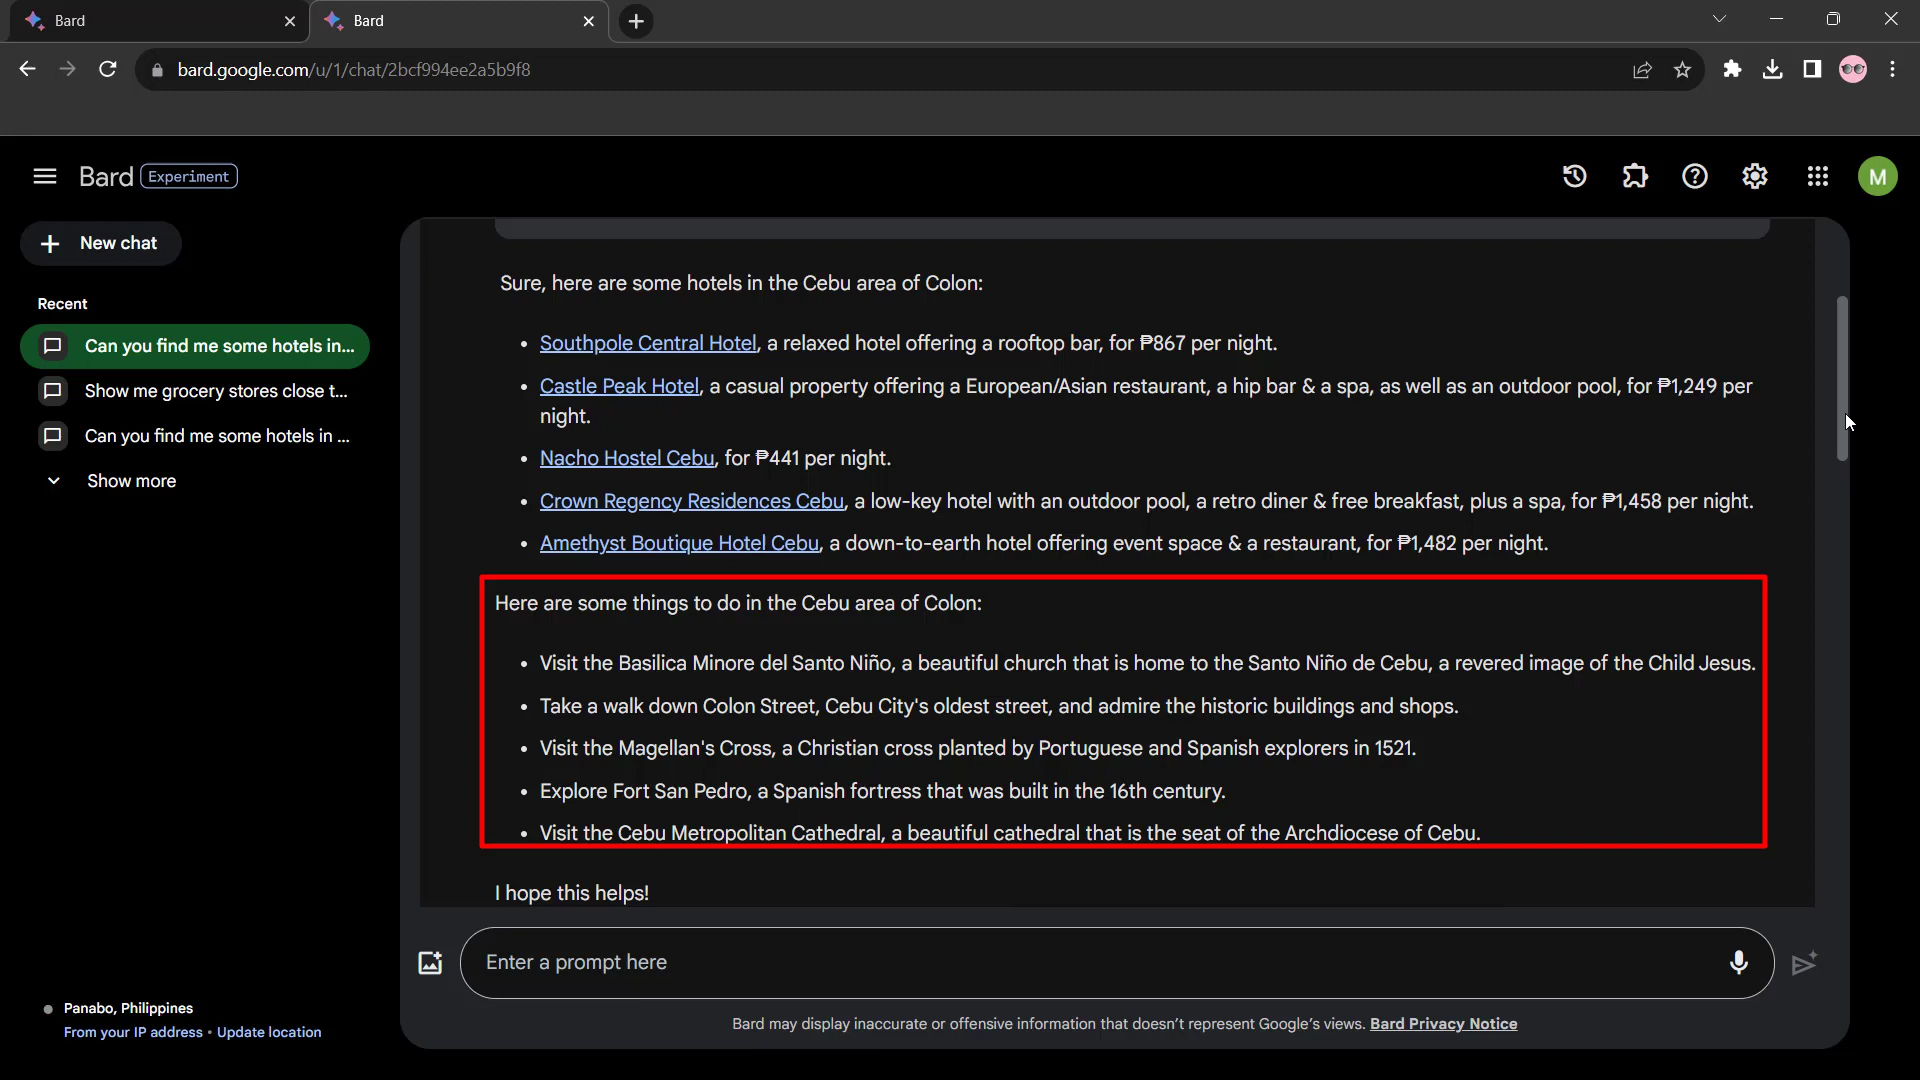 Bard
Bard
bard.google.com/u/1/chat/2bcf994ee2a5b9f8
Bard Experiment
M
New chat
Recent
Can you find me some hotels in...
Show me grocery stores close t...
Can you find me some hotels in ...
Show more
Sure, here are some hotels in the Cebu area of Colon:
• Southpole Central Hotel, a relaxed hotel offering a rooftop bar, for ₱867 per night.
• Castle Peak Hotel, a casual property offering a European/Asian restaurant, a hip bar & a spa, as well as an outdoor pool, for ₱1,249 per
night.
• Nacho Hostel Cebu, for ₱441 per night.
• Crown Regency Residences Cebu, a low-key hotel with an outdoor pool, a retro diner & free breakfast, plus a spa, for ₱1,458 per night.
• Amethyst Boutique Hotel Cebu, a down-to-earth hotel offering event space & a restaurant, for ₱1,482 per night.
Here are some things to do in the Cebu area of Colon:
• Visit the Basilica Minore del Santo Niño, a beautiful church that is home to the Santo Niño de Cebu, a revered image of the Child Jesus.
• Take a walk down Colon Street, Cebu City's oldest street, and admire the historic buildings and shops.
• Visit the Magellan's Cross, a Christian cross planted by Portuguese and Spanish explorers in 1521.
• Explore Fort San Pedro, a Spanish fortress that was built in the 16th century.
• Visit the Cebu Metropolitan Cathedral, a beautiful cathedral that is the seat of the Archdiocese of Cebu.
I hope this helps!
Enter a prompt here
Panabo, Philippines
From your IP address • Update location
Bard may display inaccurate or offensive information that doesn't represent Google's views. Bard Privacy Notice